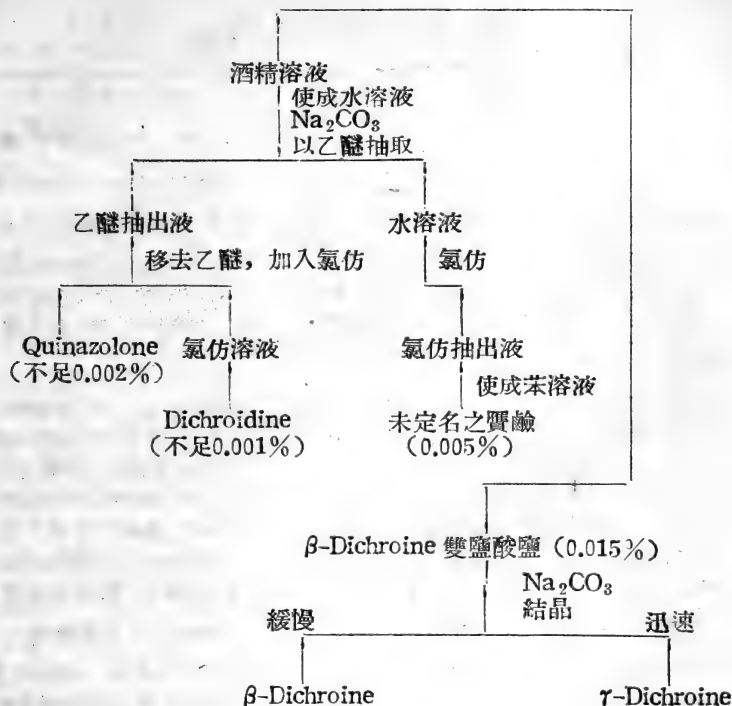 酒精溶液
使成水溶液
Na₂CO₃
以乙醚抽取
乙醚抽出液
水溶液
移去乙醚，加入氯仿
氯仿
Quinazolone
（不足0.002%）
氯仿溶液
氯仿抽出液
使成苯溶液
Dichroidine
（不足0.001%）
未定名之贋鹼
（0.005%）
β-Dichroine 雙鹽酸鹽（0.015%）
Na₂CO₃
結晶
緩慢
迅速
β-Dichroine
γ-Dichroine